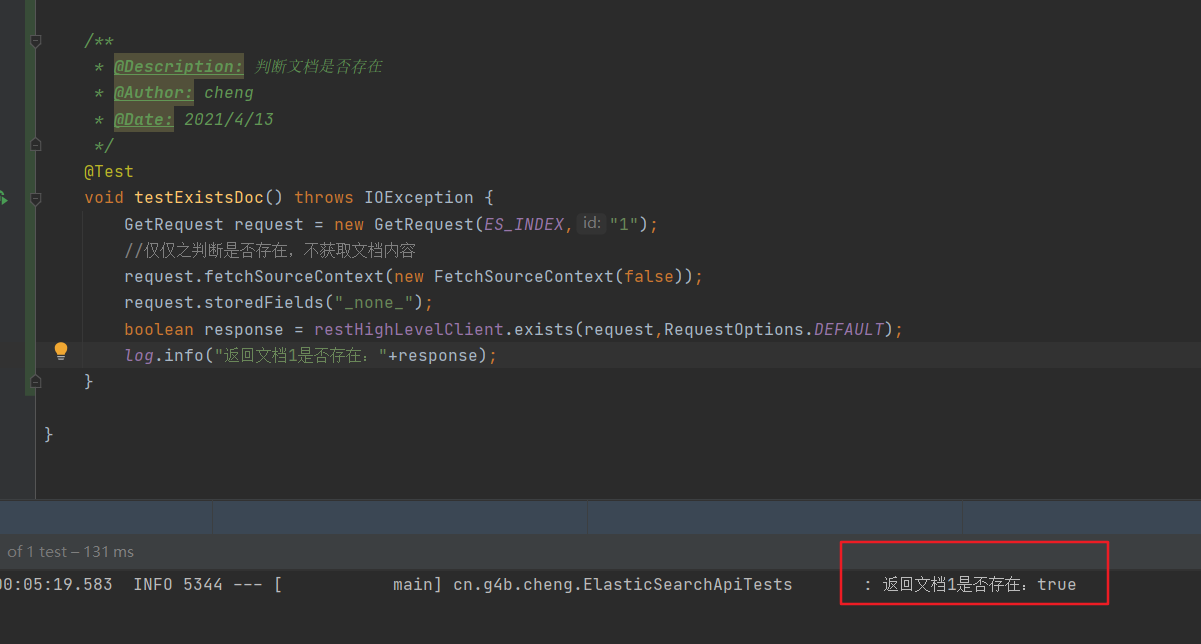 /**
* @Description: 判断文档是否存在
* @Author: cheng
* @Date: 2021/4/13
*/
@Test
void testExistsDoc() throws IOException {
GetRequest request = new GetRequest(ES_INDEX, id: "1");
//仅仅之判断是否存在，不获取文档内容
request.fetchSourceContext(new FetchSourceContext(false));
request.storedFields("_none_");
boolean response = restHighLevelClient.exists(request,RequestOptions.DEFAULT);
log.info("返回文档1是否存在："+response);
}
}
of 1 test – 131 ms
00:05:19.583  INFO 5344 --- [           main] cn.g4b.cheng.ElasticSearchApiTests       : 返回文档1是否存在：true